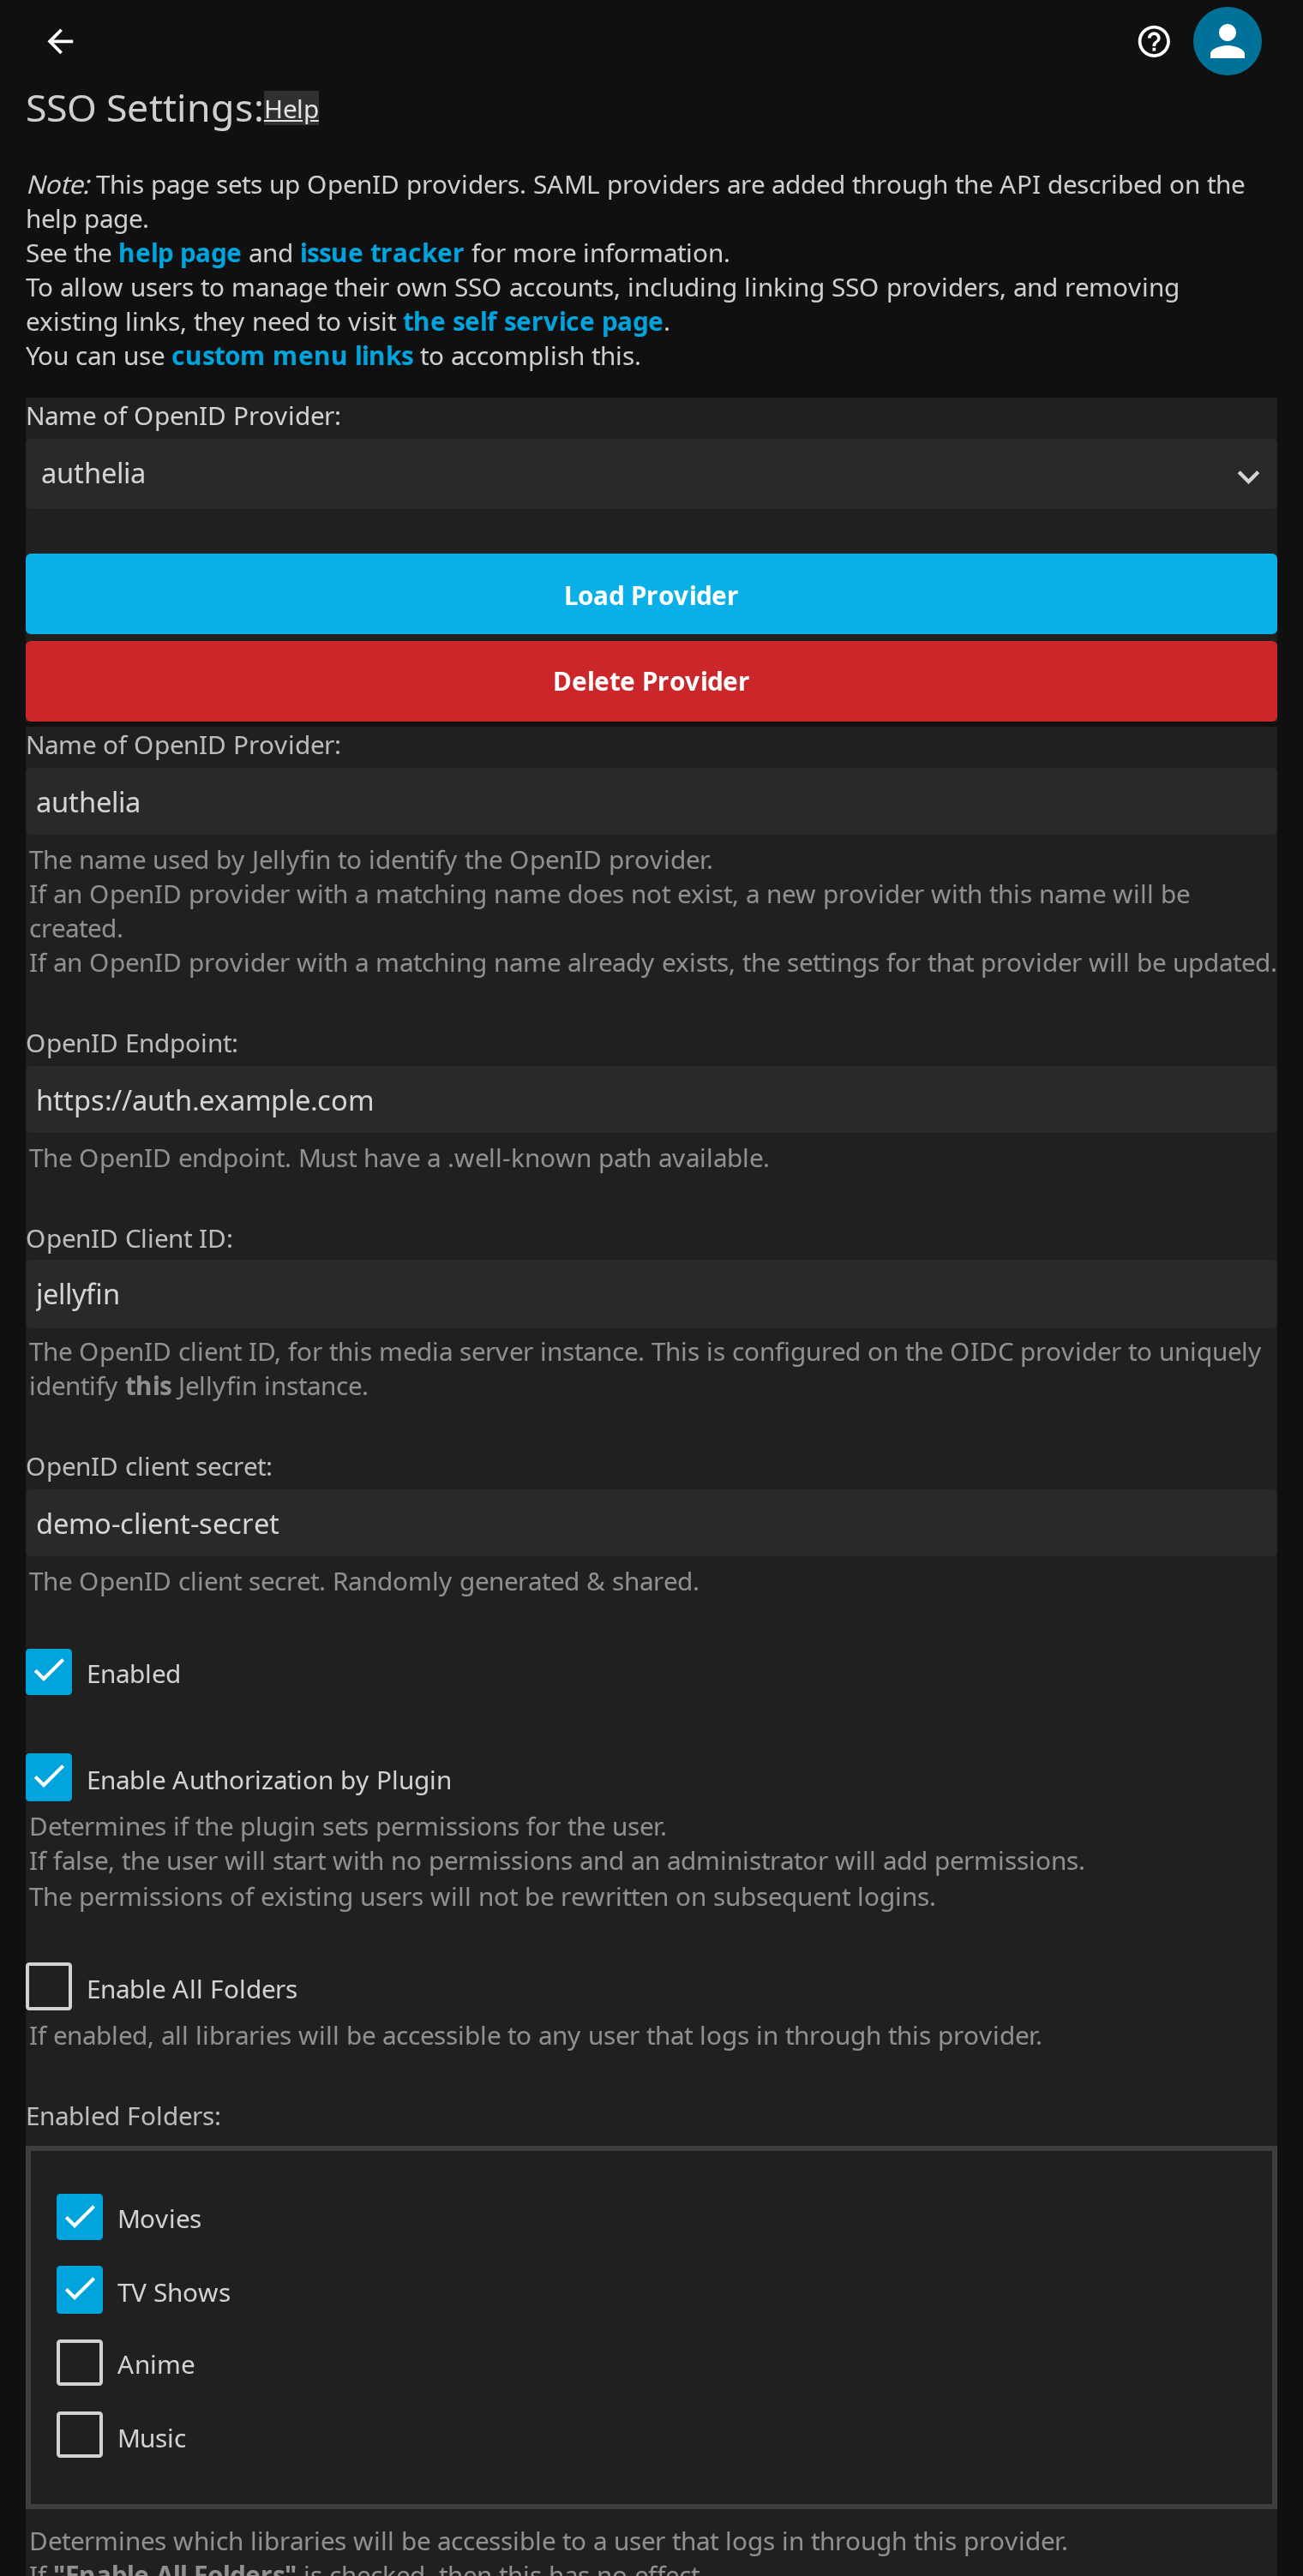 SSO Settings: Help
Note: This page sets up OpenID providers. SAML providers are added through the API described on the
help page.
See the help page and issue tracker for more information.
To allow users to manage their own SSO accounts, including linking SSO providers, and removing
existing links, they need to visit the self service page.
You can use custom menu links to accomplish this.
Name of OpenID Provider:
authelia
Load Provider
Delete Provider
Name of OpenID Provider:
authelia
The name used by Jellyfin to identify the OpenID provider.
If an OpenID provider with a matching name does not exist, a new provider with this name will be
created.
If an OpenID provider with a matching name already exists, the settings for that provider will be updated.
OpenID Endpoint:
https://auth.example.com
The OpenID endpoint. Must have a .well-known path available.
OpenID Client ID:
jellyfin
The OpenID client ID, for this media server instance. This is configured on the OIDC provider to uniquely
identify this Jellyfin instance.
OpenID client secret:
demo-client-secret
The OpenID client secret. Randomly generated & shared.
Enabled
Enable Authorization by Plugin
Determines if the plugin sets permissions for the user.
If false, the user will start with no permissions and an administrator will add permissions.
The permissions of existing users will not be rewritten on subsequent logins.
Enable All Folders
If enabled, all libraries will be accessible to any user that logs in through this provider.
Enabled Folders:
Movies
TV Shows
Anime
Music
Determines which libraries will be accessible to a user that logs in through this provider.
If "Enable All Folders" is checked, then this has no effect.